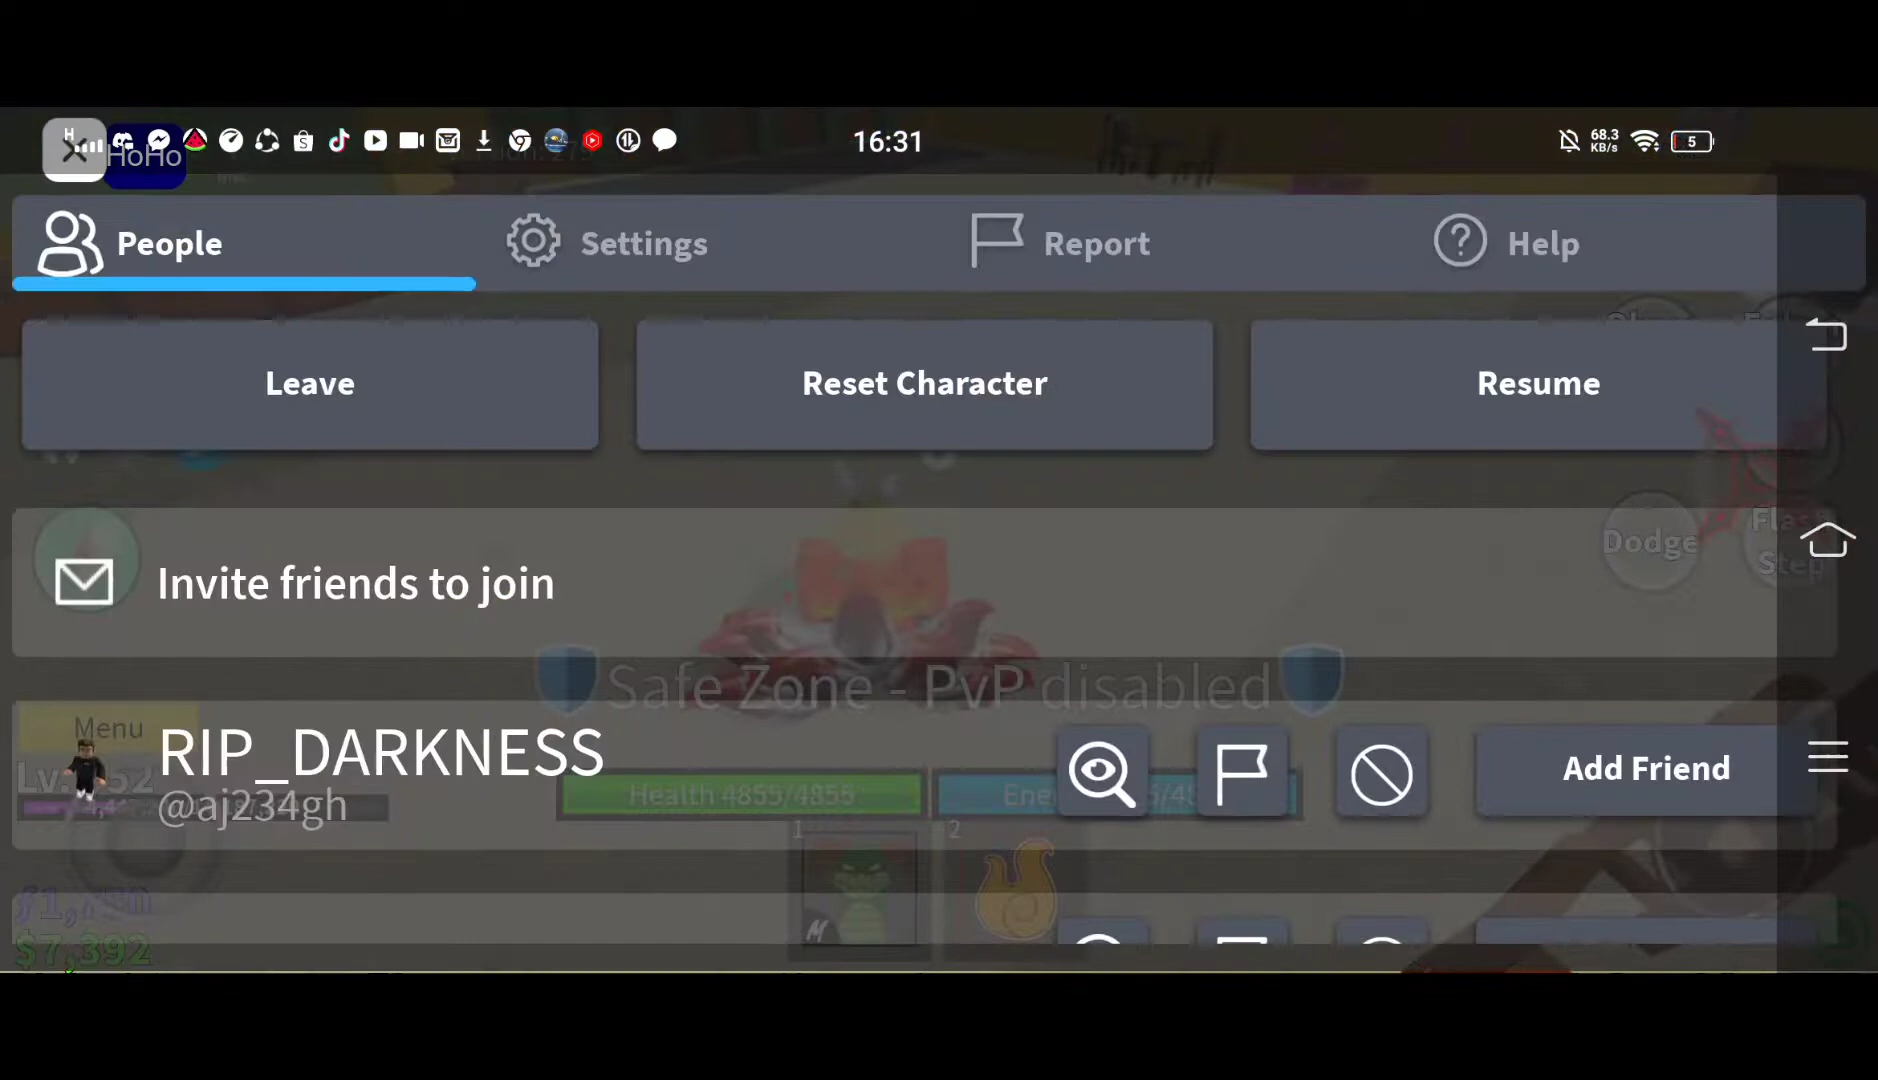 H
HoHo
16:31
68.3
KB/s
5
People
Settings
Report
Help
Leave
Reset Character
Resume
Invite friends to join
Dodge
Step
Safe Zone - PvP disabled
Menu
RIP_DARKNESS
@aj234gh
Health 4855/4855
Add Friend
1
2
M
$7,392